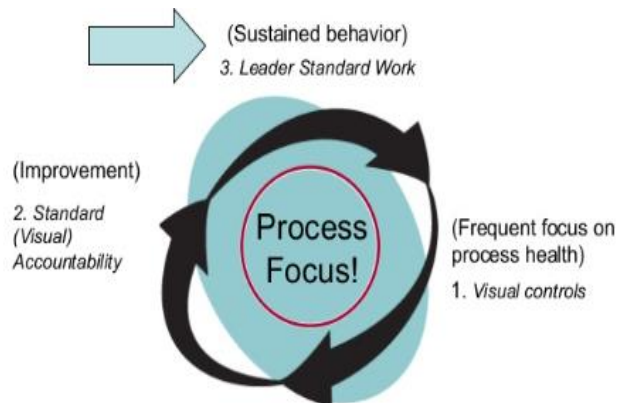 (Sustained behavior)
3. Leader Standard Work
(Improvement)
2. Standard
(Visual)
Accountability
Process
Focus!
(Frequent focus on
process health)
1. Visual controls